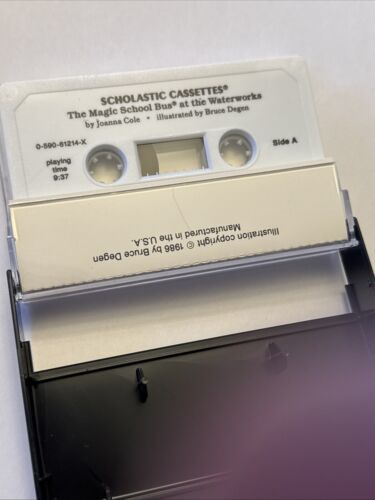 SCHOLASTIC CASSETTES®
The Magic School Bus® at the Waterworks
by Joanna Cole • illustrated by Bruce Degen
0-590-61214-X
Side A
playing
time
9:37
Illustration copyright © 1986 by Bruce Degen
Manufactured in the U.S.A.